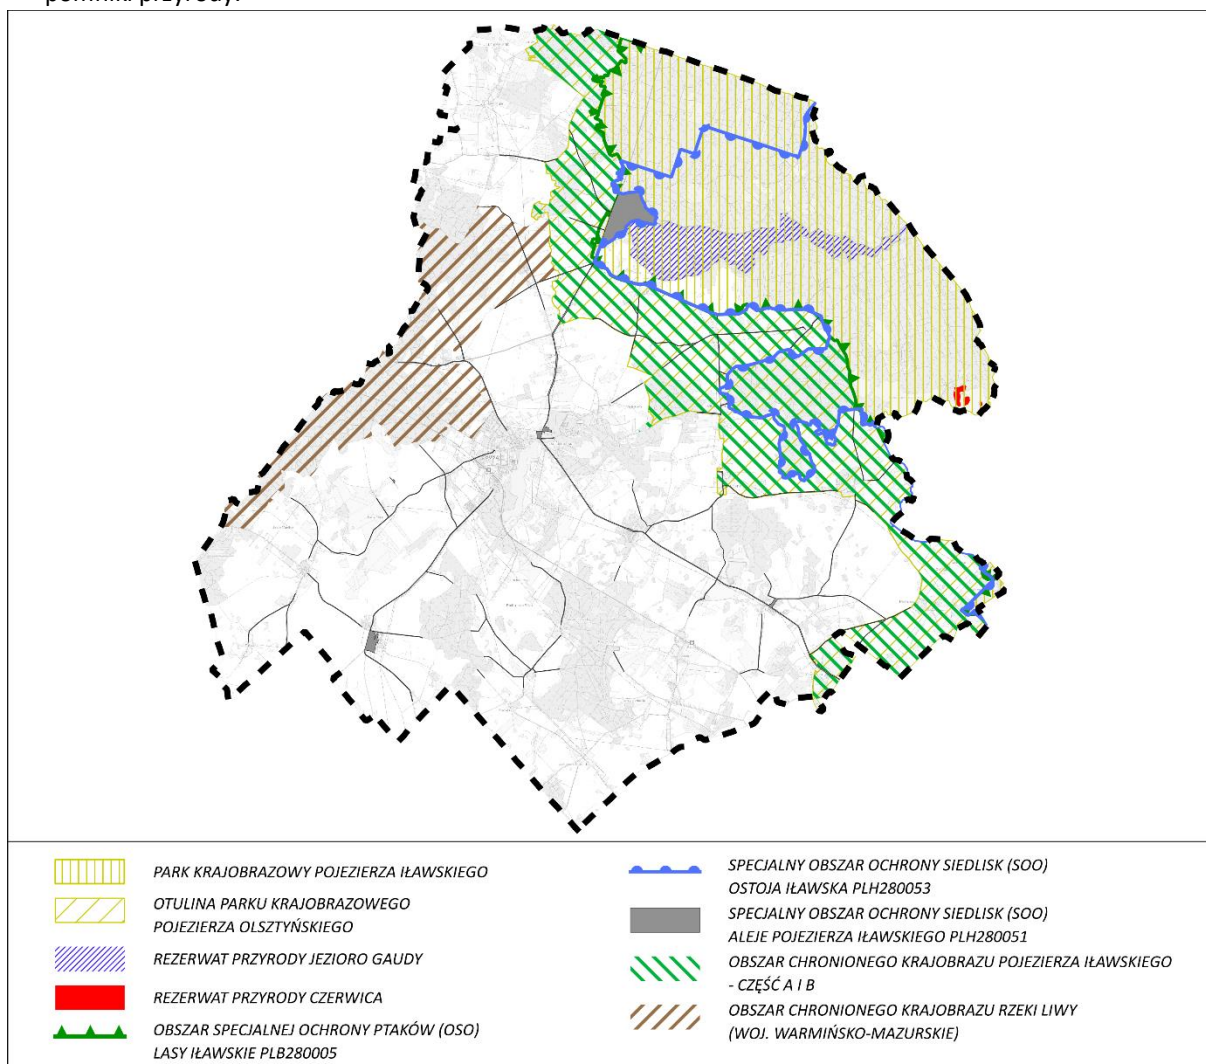 pomniki przyrody.
PARK KRAJOBRAZOWY POJEZIERZA IŁAWSKIEGO
OTULINA PARKU KRAJOBRAZOWEGO
POJEZIERZA OLSZTYŃSKIEGO
REZERWAT PRZYRODY JEZIORO GAUDY
REZERWAT PRZYRODY CZERWICA
OBSZAR SPECJALNEJ OCHRONY PTAKÓW (OSO)
LASY IŁAWSKIE PLB280005
SPECJALNY OBSZAR OCHRONY SIEDLISK (SOO)
OSTOJA IŁAWSKA PLH280053
SPECJALNY OBSZAR OCHRONY SIEDLISK (SOO)
ALEJE POJEZIERZA IŁAWSKIEGO PLH280051
OBSZAR CHRONIONEGO KRAJOBRAZU POJEZIERZA IŁAWSKIEGO
- CZĘŚĆ A I B
OBSZAR CHRONIONEGO KRAJOBRAZU RZEKI LIWY
(WOJ. WARMIŃSKO-MAZURSKIE)